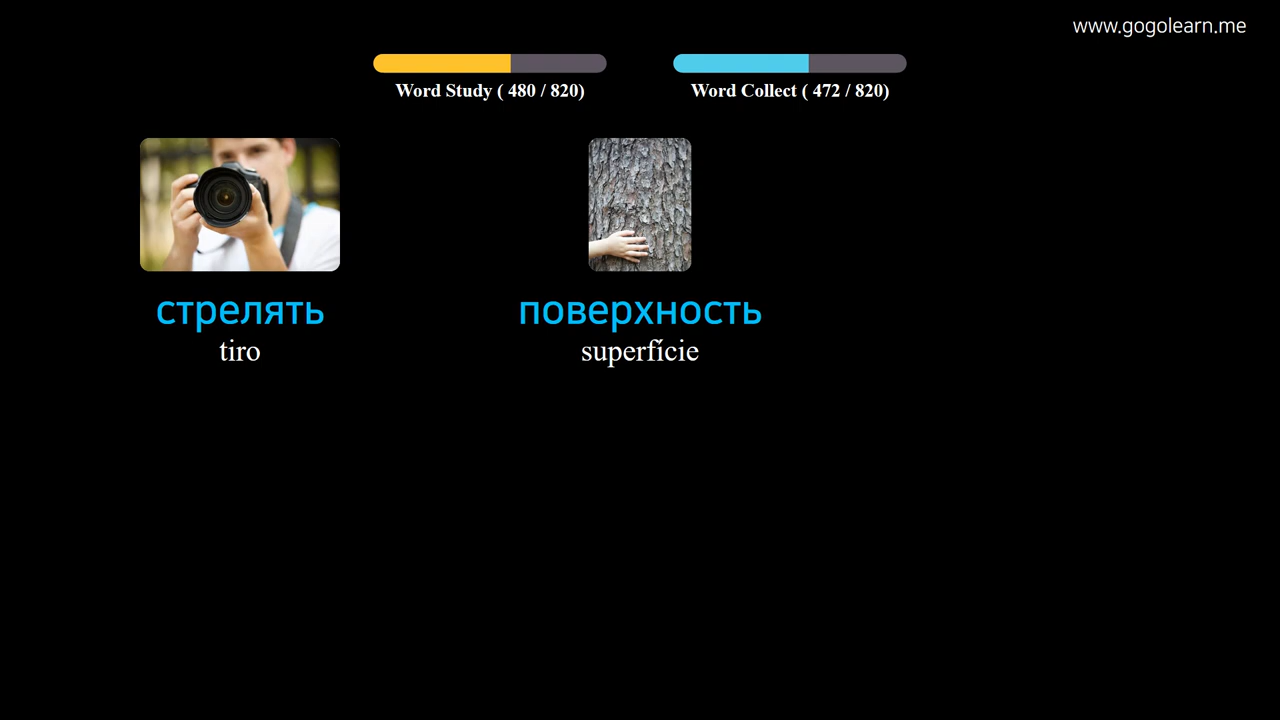 www.gogolearn.me
Word Study ( 480 / 820)
Word Collect ( 472 / 820)
стрелять
tiro
поверхность
superfície